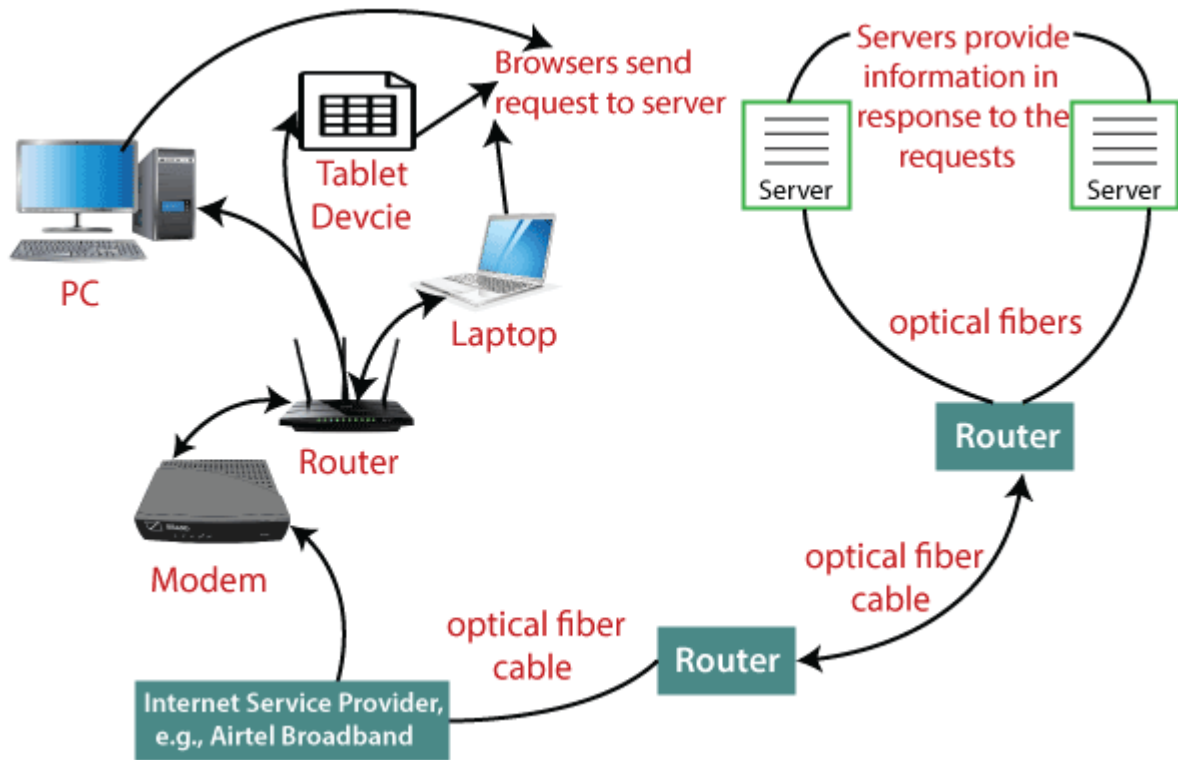 Browsers send
request to server
Servers provide
information in
response to the
requests
Server
Server
Tablet
Devcie
PC
Laptop
optical fibers
Router
Router
Modem
optical fiber
cable
optical fiber
cable
Router
Internet Service Provider,
e.g., Airtel Broadband